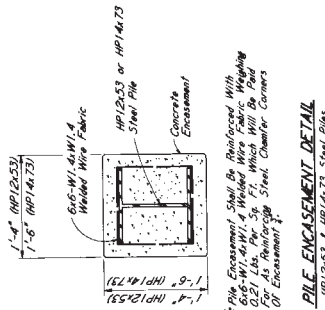 1'-4" (HP12x53)
1'-6" (HP14x73)
6x6-W1.4xW1.4
Welded Wire Fabric
HP12x53 or HP14x73
Steel Pile
Concrete
Encasement
1'-4" (HP12x53)
1'-6" (HP14x73)
* Pile Encasement Shall Be Reinforced With
6x6-W1.4xW1.4 Welded Wire Fabric Weighing
0.21 Lbs. Per Sq. Ft. Which Will Be Paid
For As Reinforcing Steel. Chamfer Corners
Of Encasement
PILE ENCASEMENT DETAIL
HP12x53 & HP14x73 Steel Piles